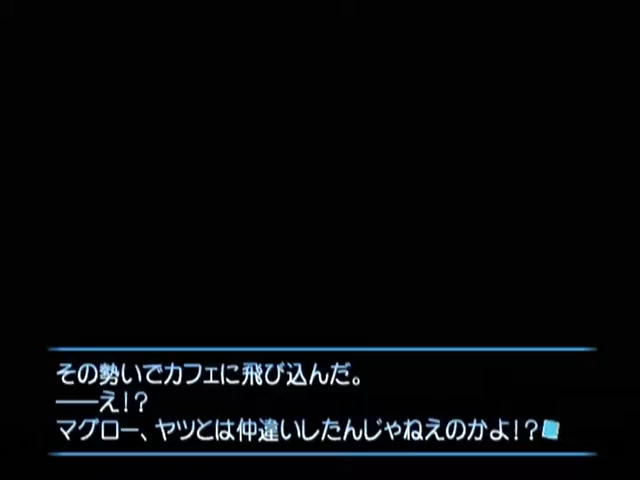 その勢いでカフェに飛び込んだ。
――え！？
マグロー、ヤツとは仲違いしたんじゃねえのかよ！？